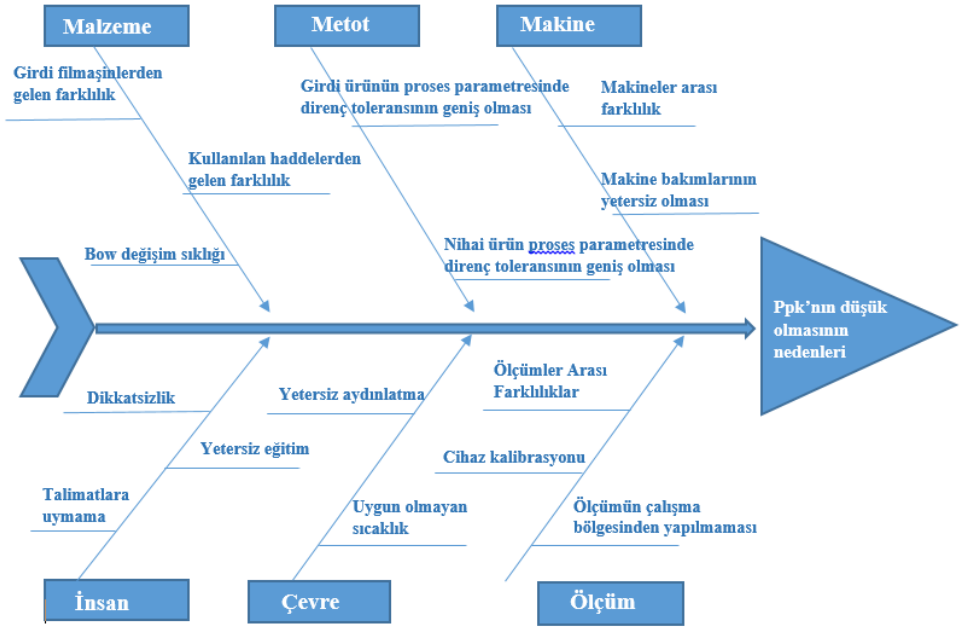 Malzeme
Metot
Makine
Girdi filmaşinlerden
gelen farklılık
Girdi ürünün proses parametresinde
direnç toleransının geniş olması
Makineler arası
farklılık
Kullanılan haddelerden
gelen farklılık
Makine bakımlarının
yetersiz olması
Bow değişim sıklığı
Nihai ürün proses parametresinde
direnç toleransının geniş olması
Ppk’nın düşük
olmasının
nedenleri
Dikkatsizlik
Yetersiz aydınlatma
Ölçümler Arası
Farklılıklar
Yetersiz eğitim
Cihaz kalibrasyonu
Talimatlara
uymama
Uygun olmayan
sıcaklık
Ölçümün çalışma
bölgesinden yapılmaması
İnsan
Çevre
Ölçüm